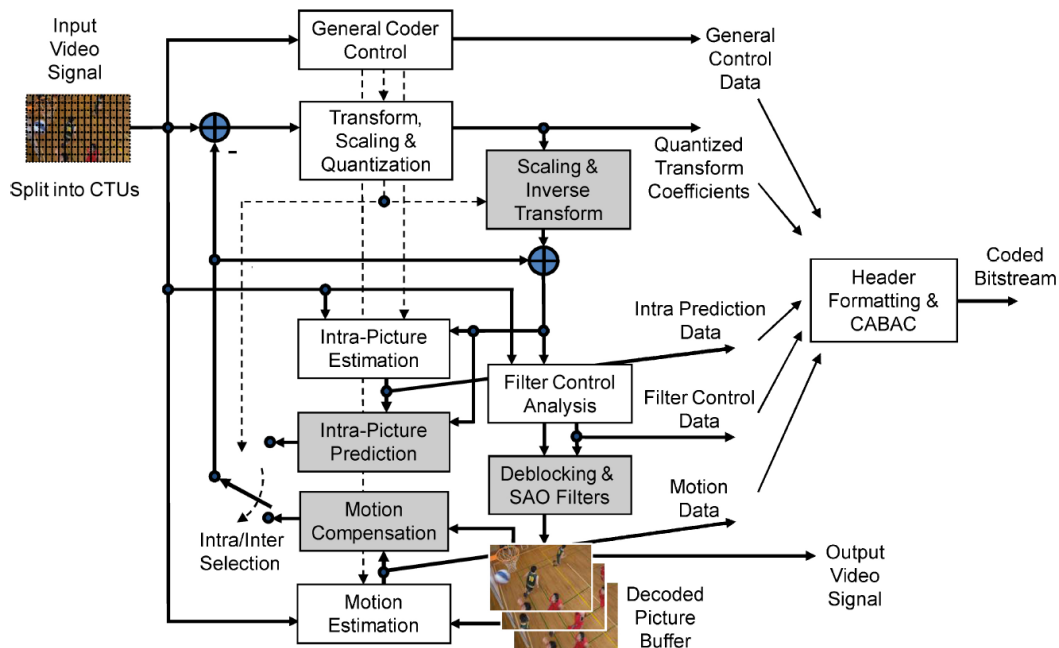 Input
Video
Signal
Split into CTUs
General Coder
Control
Transform,
Scaling &
Quantization
-
Scaling &
Inverse
Transform
General
Control
Data
Quantized
Transform
Coefficients
Intra-Picture
Estimation
Intra-Picture
Prediction
Filter Control
Analysis
Deblocking &
SAO Filters
Motion
Compensation
Intra/Inter
Selection
Motion
Estimation
Intra Prediction
Data
Filter Control
Data
Motion
Data
Header
Formatting &
CABAC
Coded
Bitstream
Output
Video
Signal
Decoded
Picture
Buffer